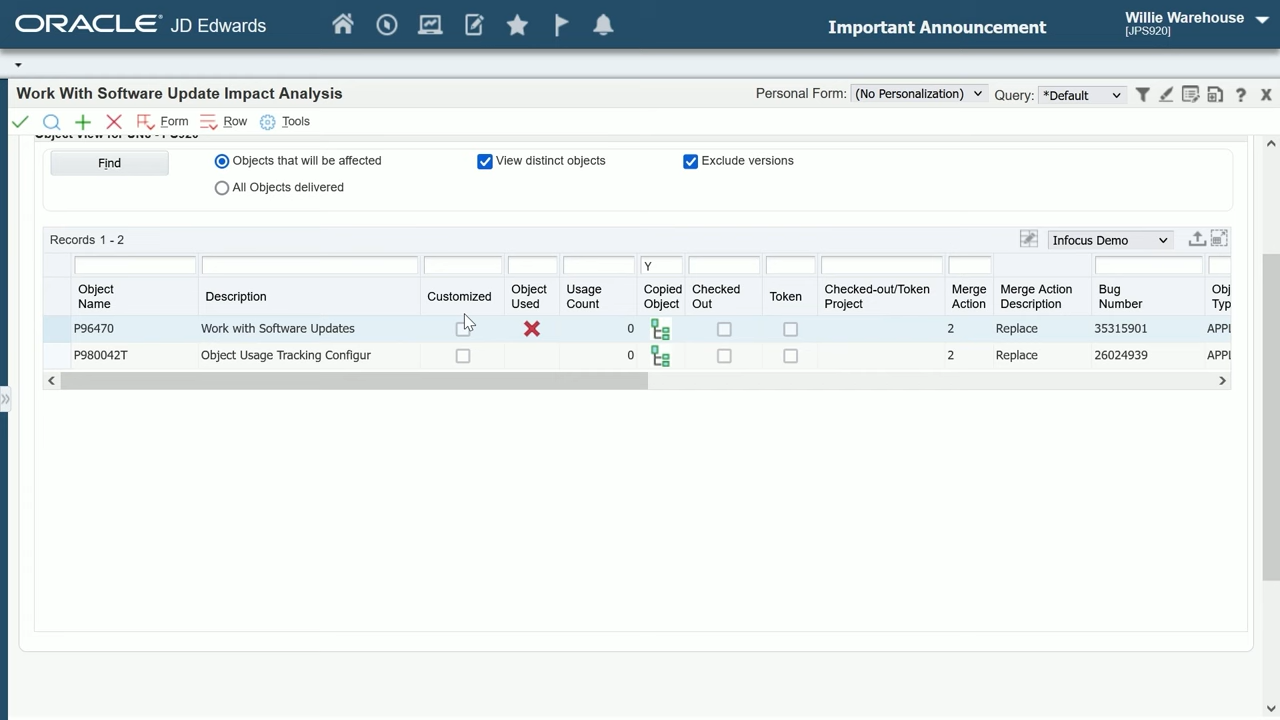 ORACLE JD Edwards
Important Announcement
Willie Warehouse
[JPS920]
Work With Software Update Impact Analysis
Personal Form: (No Personalization) Query: *Default
Form Row Tools
Find
Objects that will be affected
View distinct objects
Exclude versions
All Objects delivered
Records 1 - 2
Infocus Demo
Y
Object Name Description Customized Object Used Usage Count Copied Object Checked Out Token Checked-out/Token Project Merge Action Merge Action Description Bug Number Obj Typ
P96470 Work with Software Updates 0 2 Replace 35315901 APPL
P980042T Object Usage Tracking Configur 0 2 Replace 26024939 APPL